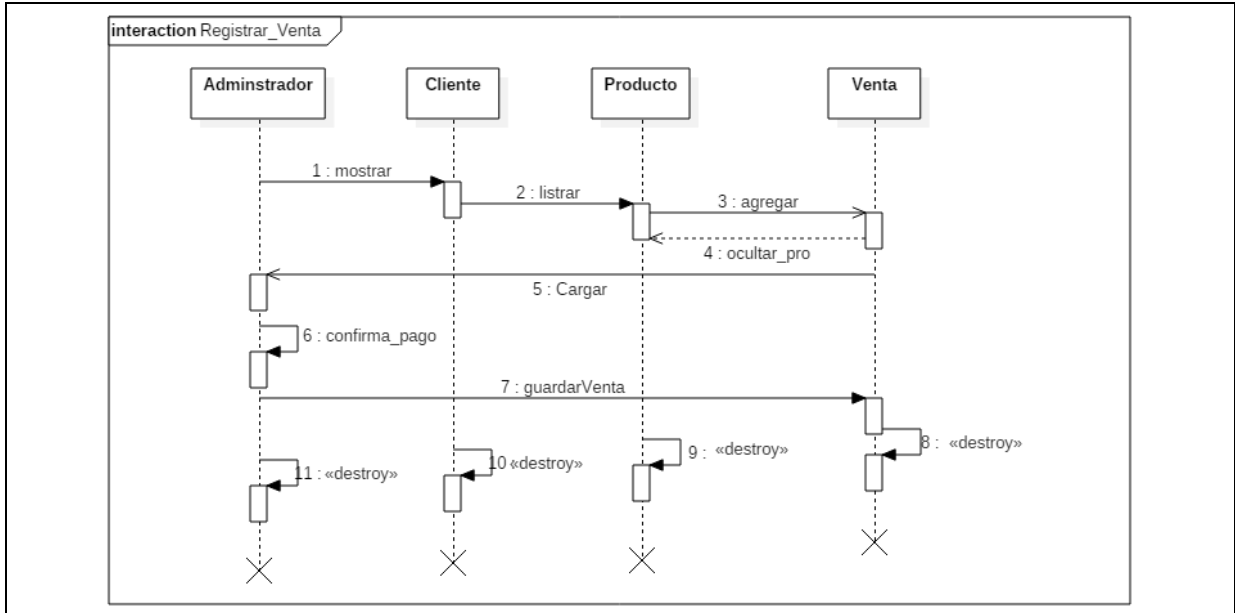 interaction Registrar_Venta
Adminstrador
Cliente
Producto
Venta
1 : mostrar
2 : listrar
3 : agregar
4 : ocultar_pro
5 : Cargar
6 : confirma_pago
7 : guardarVenta
8 : «destroy»
9 : «destroy»
10 : «destroy»
11 : «destroy»